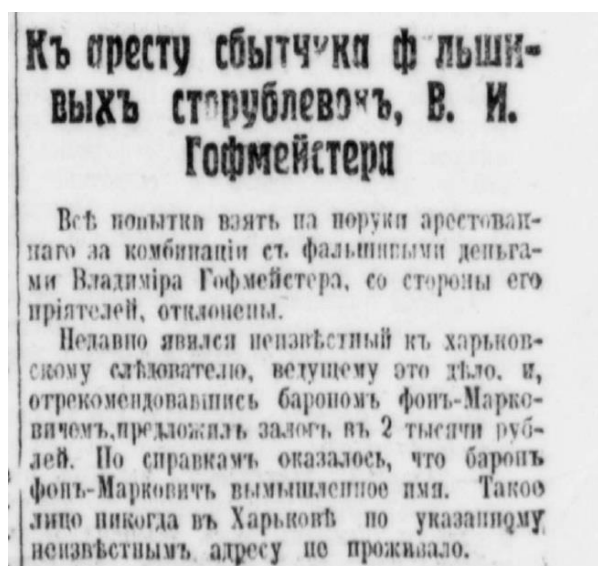 Къ аресту сбытчика фальши-
выхъ сторублевокъ, В. И.
Гофмейстера
Всѣ попытки взять на поруки арестован-
наго за комбинаціи съ фальшивыми деньга-
ми Владиміра Гофмейстера, со стороны его
пріятелей, отклонены.
Недавно явился неизвѣстный къ харьков-
скому слѣдователю, ведущему это дѣло, и,
отрекомендовавшись барономъ фонъ-Марко-
вичемъ, предложилъ залогъ въ 2 тысячи руб-
лей. По справкамъ оказалось, что баронъ
фонъ-Марковичъ вымышленное имя. Такое
лицо никогда въ Харьковѣ по указанному
неизвѣстнымъ адресу не проживало.